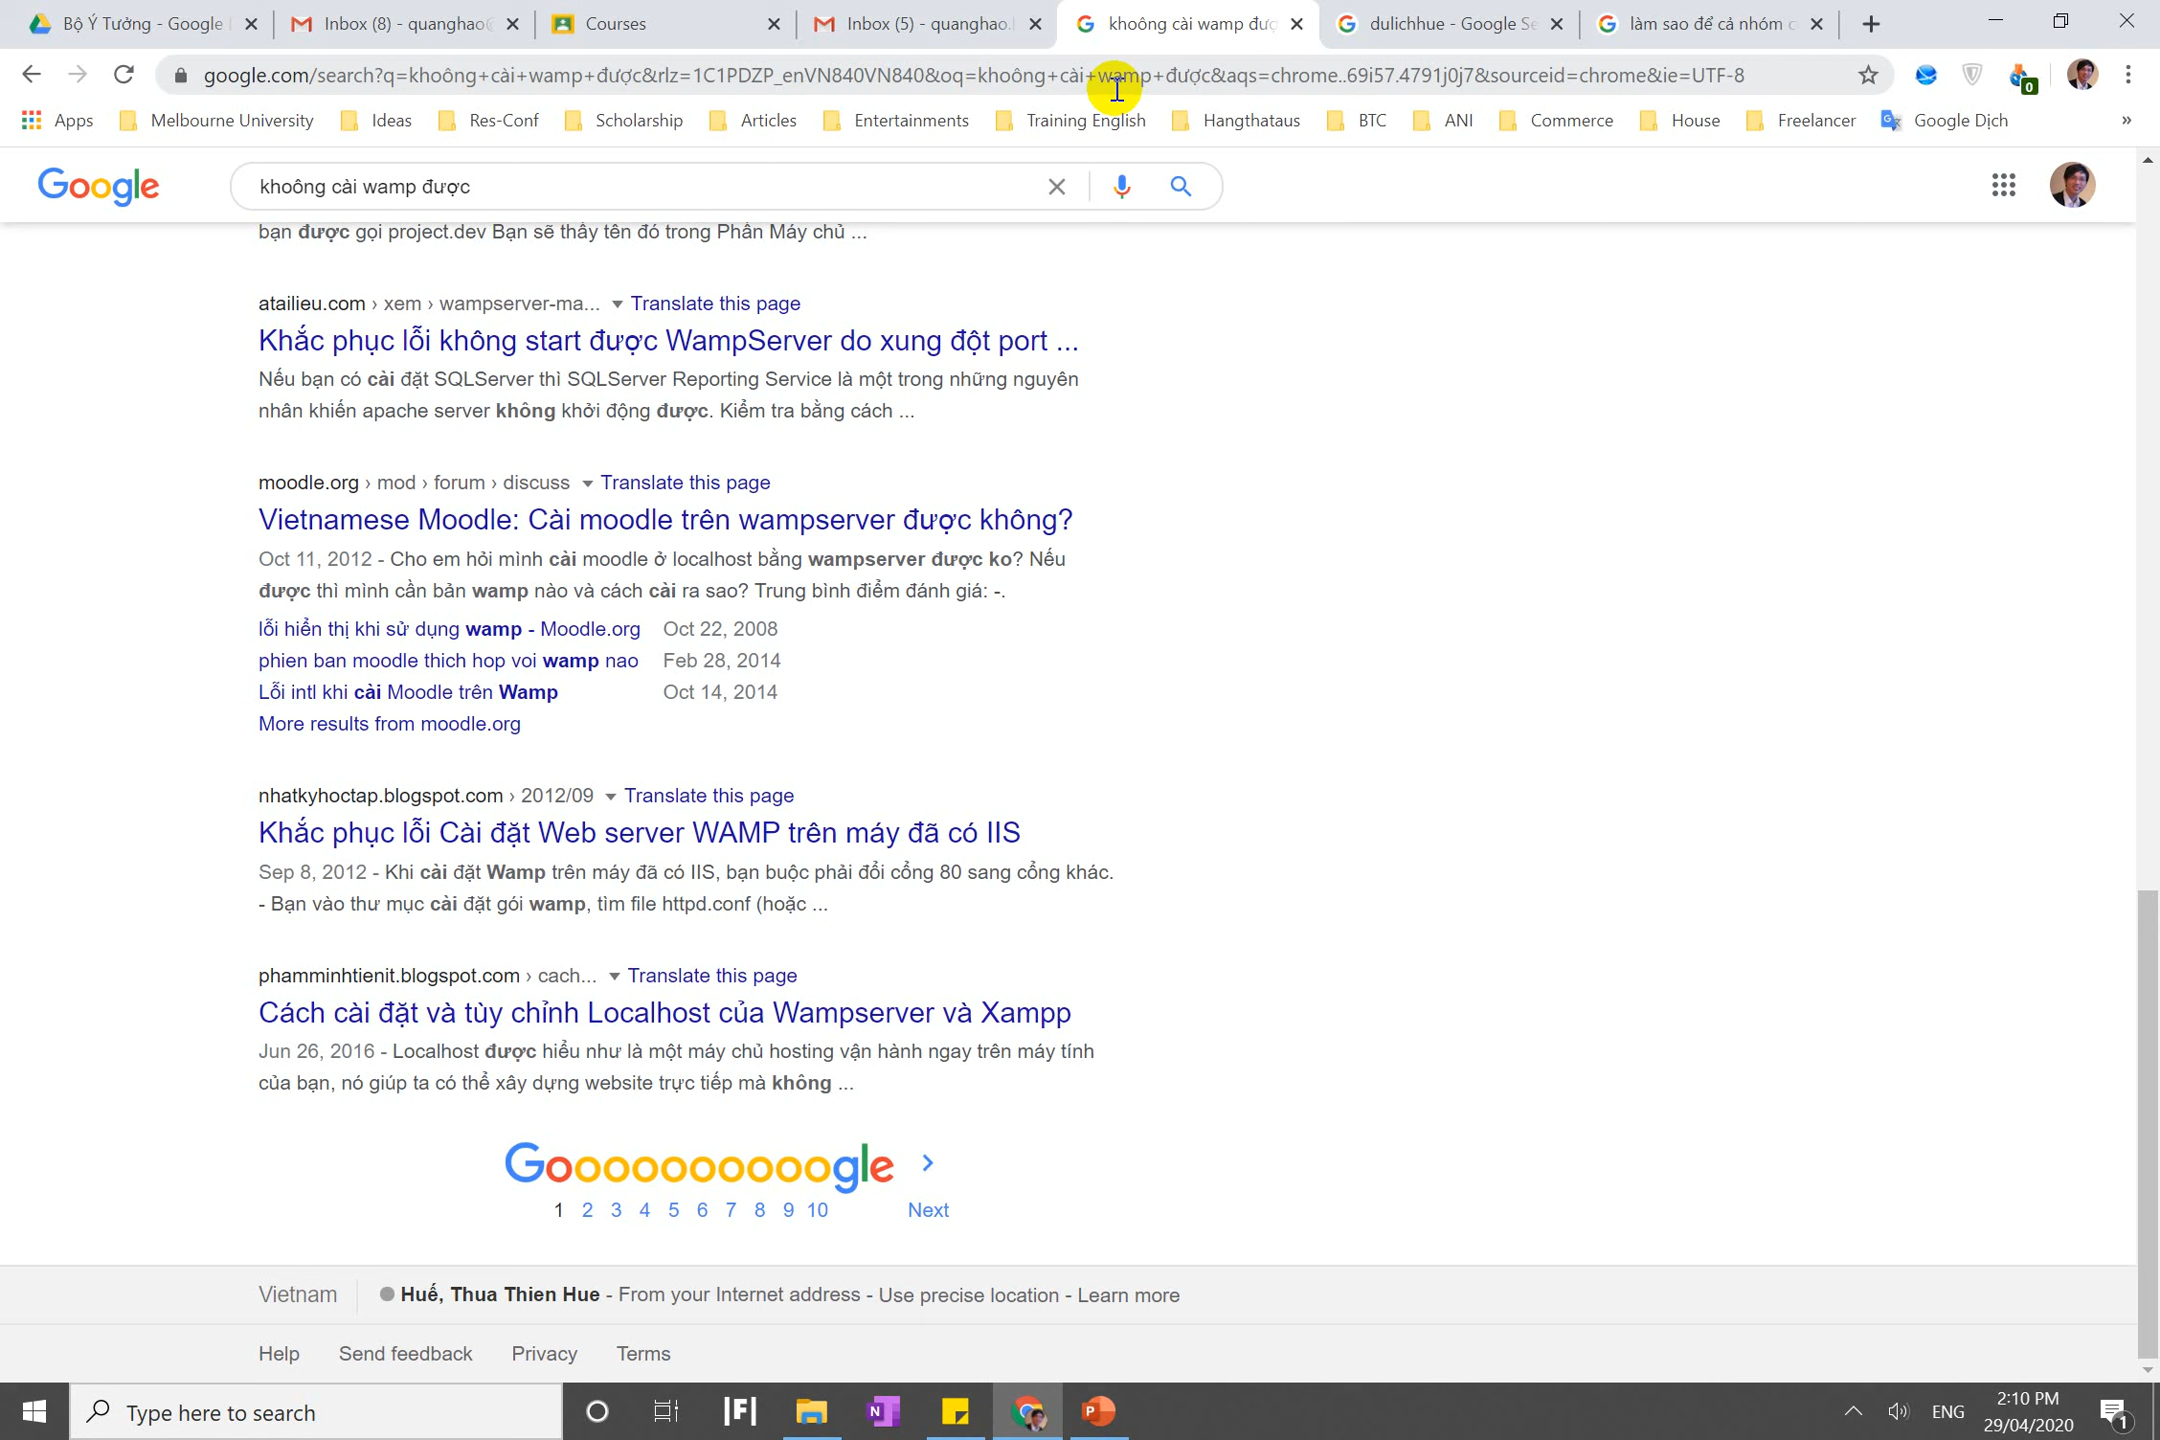 Bộ Ý Tưởng - Google
Inbox (8) - quanghao
Courses
Inbox (5) - quanghao.
khoông cài wamp đượ
dulichhue - Google Se
làm sao để cả nhóm c
google.com/search?q=khoông+cài+wamp+được&rlz=1C1PDZP_enVN840VN840&oq=khoông+cài+wamp+được&aqs=chrome..69i57.4791j0j7&sourceid=chrome&ie=UTF-8
0
Apps Melbourne University Ideas Res-Conf Scholarship Articles Entertainments Training English Hangthataus BTC ANI Commerce House Freelancer Google Dịch »
Google
khoông cài wamp được
bạn được gọi project.dev Bạn sẽ thấy tên đó trong Phần Máy chủ ...
atailieu.com › xem › wampserver-ma... Translate this page
Khắc phục lỗi không start được WampServer do xung đột port ...
Nếu bạn có cài đặt SQLServer thì SQLServer Reporting Service là một trong những nguyên
nhân khiến apache server không khởi động được. Kiểm tra bằng cách ...
moodle.org › mod › forum › discuss Translate this page
Vietnamese Moodle: Cài moodle trên wampserver được không?
Oct 11, 2012 - Cho em hỏi mình cài moodle ở localhost bằng wampserver được ko? Nếu
được thì mình cần bản wamp nào và cách cài ra sao? Trung bình điểm đánh giá: -.
lỗi hiển thị khi sử dụng wamp - Moodle.org Oct 22, 2008
phien ban moodle thich hop voi wamp nao Feb 28, 2014
Lỗi intl khi cài Moodle trên Wamp Oct 14, 2014
More results from moodle.org
nhatkyhoctap.blogspot.com › 2012/09 Translate this page
Khắc phục lỗi Cài đặt Web server WAMP trên máy đã có IIS
Sep 8, 2012 - Khi cài đặt Wamp trên máy đã có IIS, bạn buộc phải đổi cổng 80 sang cổng khác.
- Bạn vào thư mục cài đặt gói wamp, tìm file httpd.conf (hoặc ...
phamminhtienit.blogspot.com › cach... Translate this page
Cách cài đặt và tùy chỉnh Localhost của Wampserver và Xampp
Jun 26, 2016 - Localhost được hiểu như là một máy chủ hosting vận hành ngay trên máy tính
của bạn, nó giúp ta có thể xây dựng website trực tiếp mà không ...
Goooooooooogle
1 2 3 4 5 6 7 8 9 10 Next
Vietnam Huế, Thua Thien Hue - From your Internet address - Use precise location - Learn more
Help Send feedback Privacy Terms
Type here to search
|F|
N
P
ENG
2:10 PM
29/04/2020
1